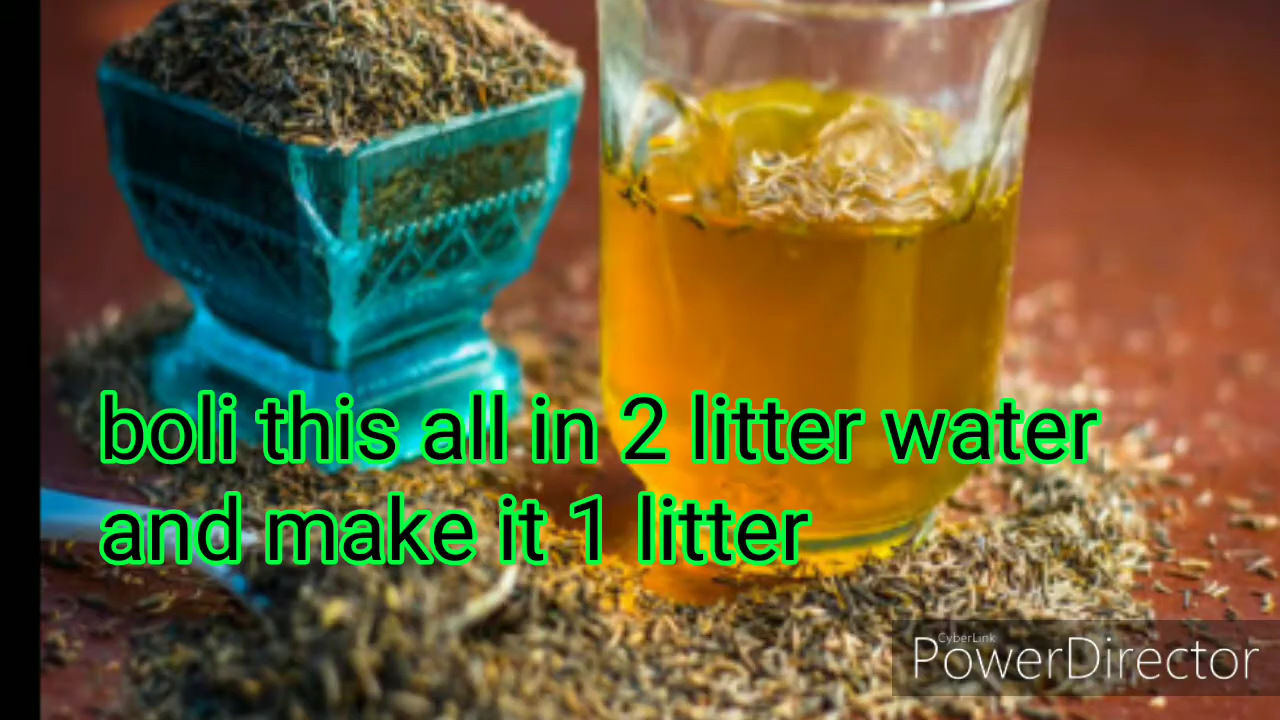 boli this all in 2 litter water
and make it 1 litter
CyberLink
PowerDirector